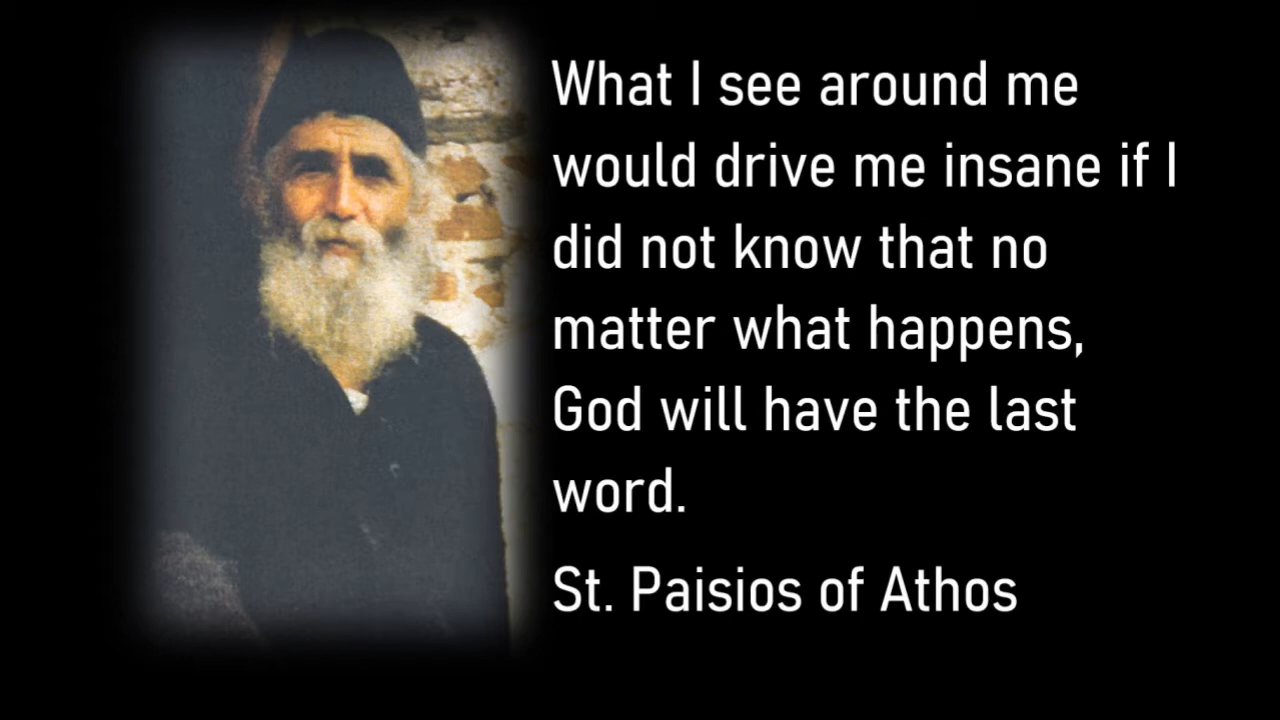 What I see around me
would drive me insane if I
did not know that no
matter what happens,
God will have the last
word.
St. Paisios of Athos